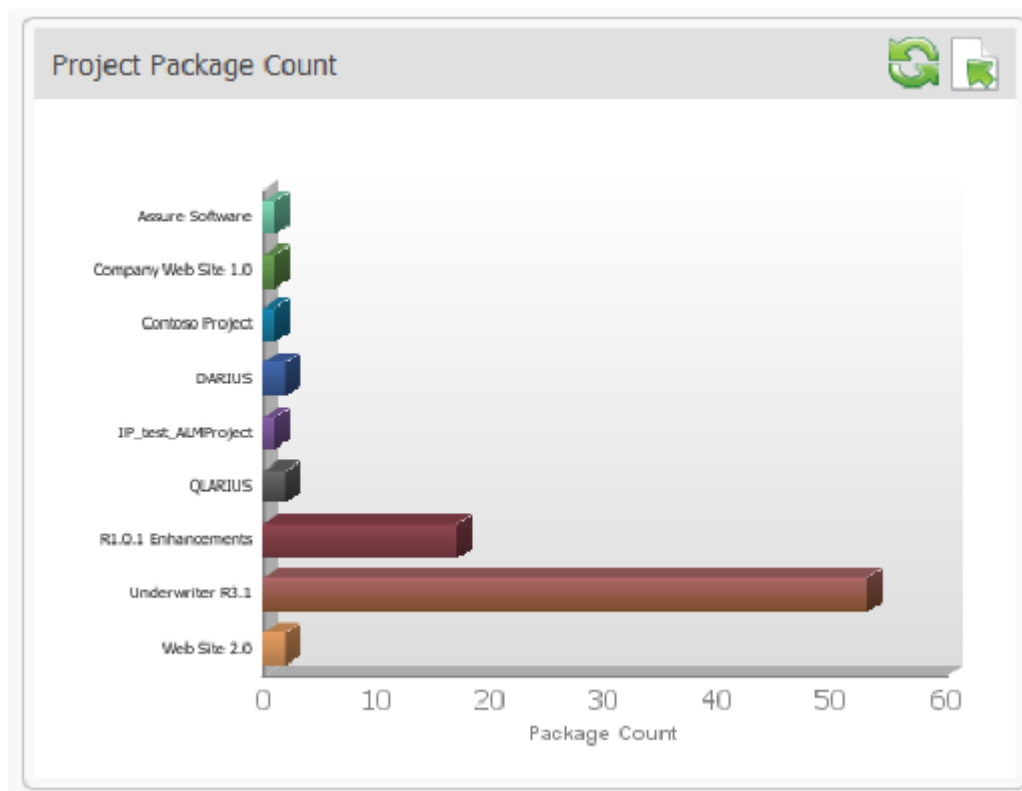 Project Package Count
Assure Software
Company Web Site 1.0
Contoso Project
DARIUS
IP_test_ALMProject
QLARIUS
R1.0.1 Enhancements
Underwriter R3.1
Web Site 2.0
0 10 20 30 40 50 60
Package Count